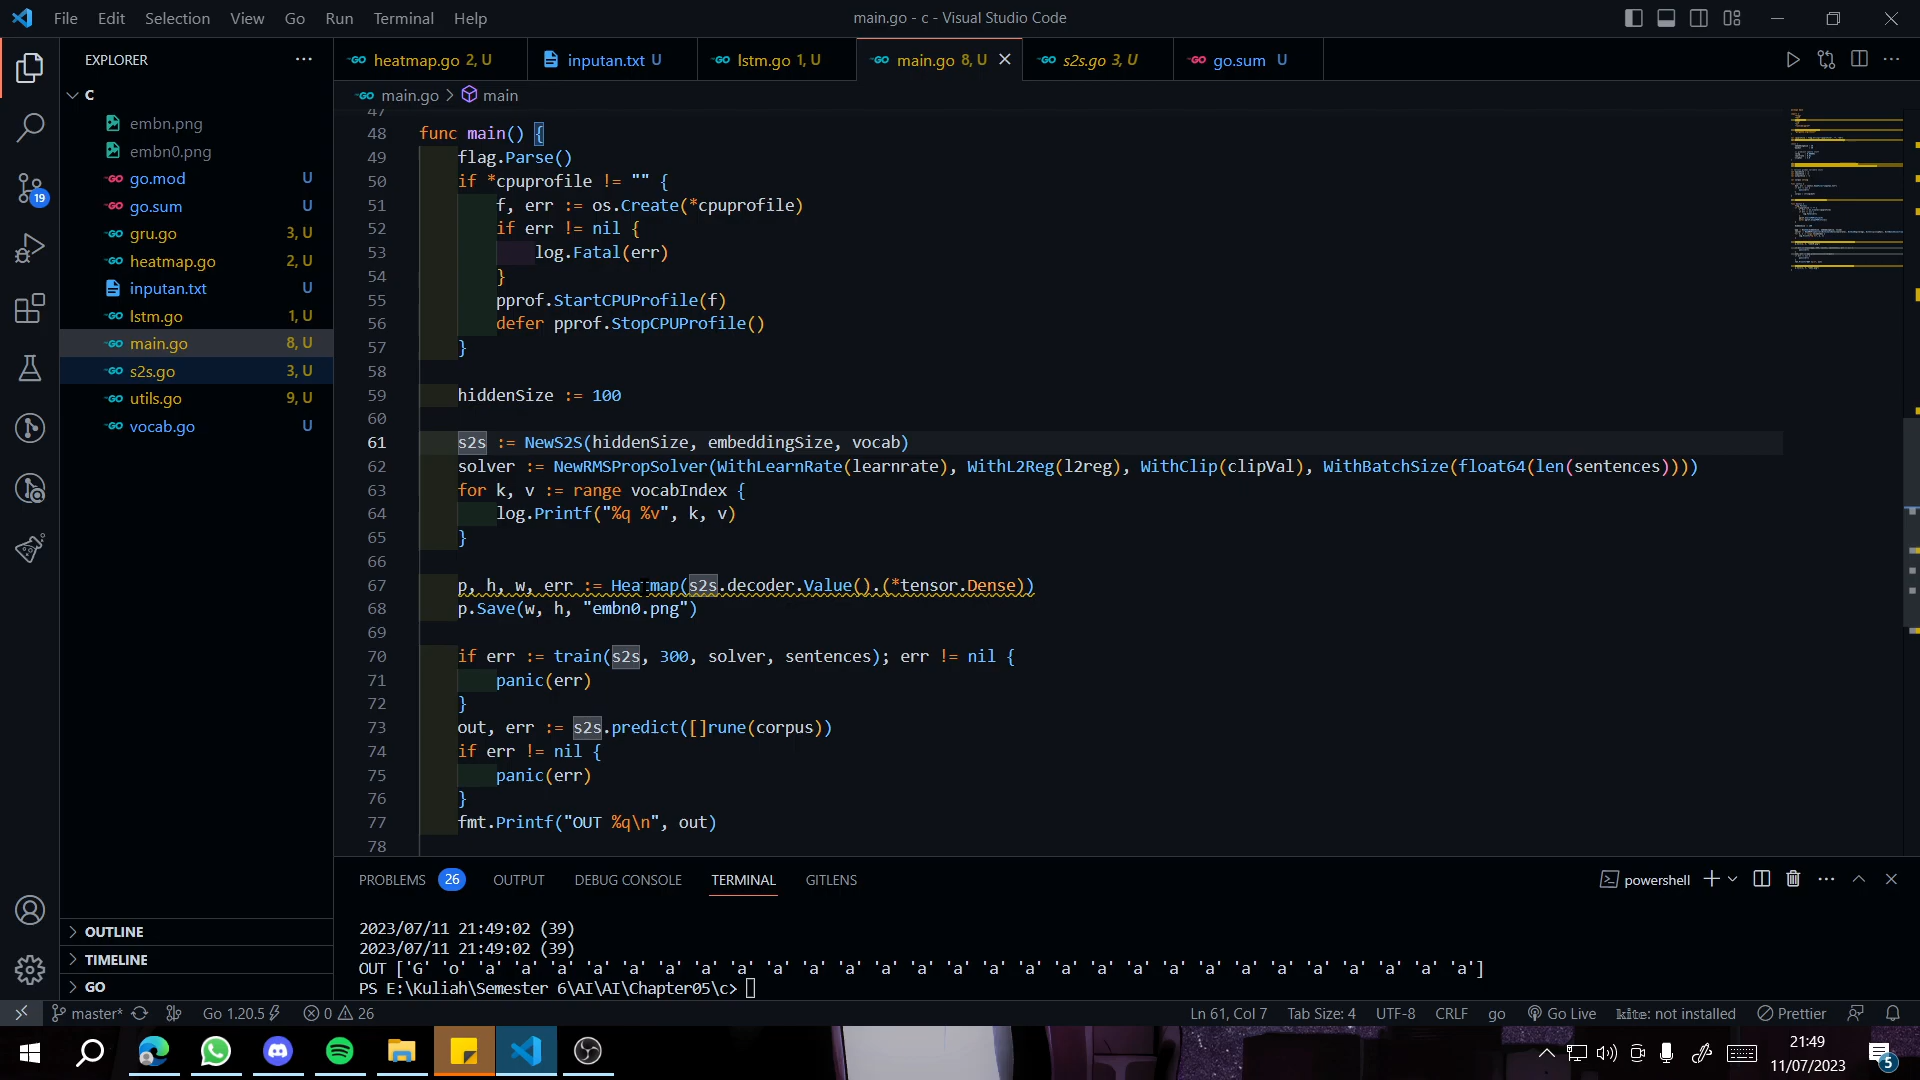 File Edit Selection View Go Run Terminal Help
main.go - c - Visual Studio Code
EXPLORER
heatmap.go 2, U
inputan.txt U
lstm.go 1, U
main.go 8, U
s2s.go 3, U
go.sum U
C
main.go > main
embn.png
embn0.png
go.mod U
go.sum U
gru.go 3, U
heatmap.go 2, U
inputan.txt U
lstm.go 1, U
main.go 8, U
s2s.go 3, U
utils.go 9, U
vocab.go U
OUTLINE
TIMELINE
GO
19
47
48 func main() {
49 flag.Parse()
50 if *cpuprofile != "" {
51 f, err := os.Create(*cpuprofile)
52 if err != nil {
53 log.Fatal(err)
54 }
55 pprof.StartCPUProfile(f)
56 defer pprof.StopCPUProfile()
57 }
58
59 hiddenSize := 100
60
61 s2s := NewS2S(hiddenSize, embeddingSize, vocab)
62 solver := NewRMSPropSolver(WithLearnRate(learnrate), WithL2Reg(l2reg), WithClip(clipVal), WithBatchSize(float64(len(sentences))))
63 for k, v := range vocabIndex {
64 log.Printf("%q %v", k, v)
65 }
66
67 p, h, w, err := Heatmap(s2s.decoder.Value().(*tensor.Dense))
68 p.Save(w, h, "embn0.png")
69
70 if err := train(s2s, 300, solver, sentences); err != nil {
71 panic(err)
72 }
73 out, err := s2s.predict([]rune(corpus))
74 if err != nil {
75 panic(err)
76 }
77 fmt.Printf("OUT %q\n", out)
78
PROBLEMS 26 OUTPUT DEBUG CONSOLE TERMINAL GITLENS
powershell
2023/07/11 21:49:02 (39)
2023/07/11 21:49:02 (39)
OUT ['G' 'o' 'a' 'a' 'a' 'a' 'a' 'a' 'a' 'a' 'a' 'a' 'a' 'a' 'a' 'a' 'a' 'a' 'a' 'a' 'a' 'a' 'a' 'a' 'a' 'a' 'a' 'a' 'a' 'a' 'a']
PS E:\Kuliah\Semester 6\AI\AI\Chapter05\c>
master* Go 1.20.5 0 26
Ln 61, Col 7 Tab Size: 4 UTF-8 CRLF go Go Live kite: not installed Prettier
21:49
11/07/2023
5